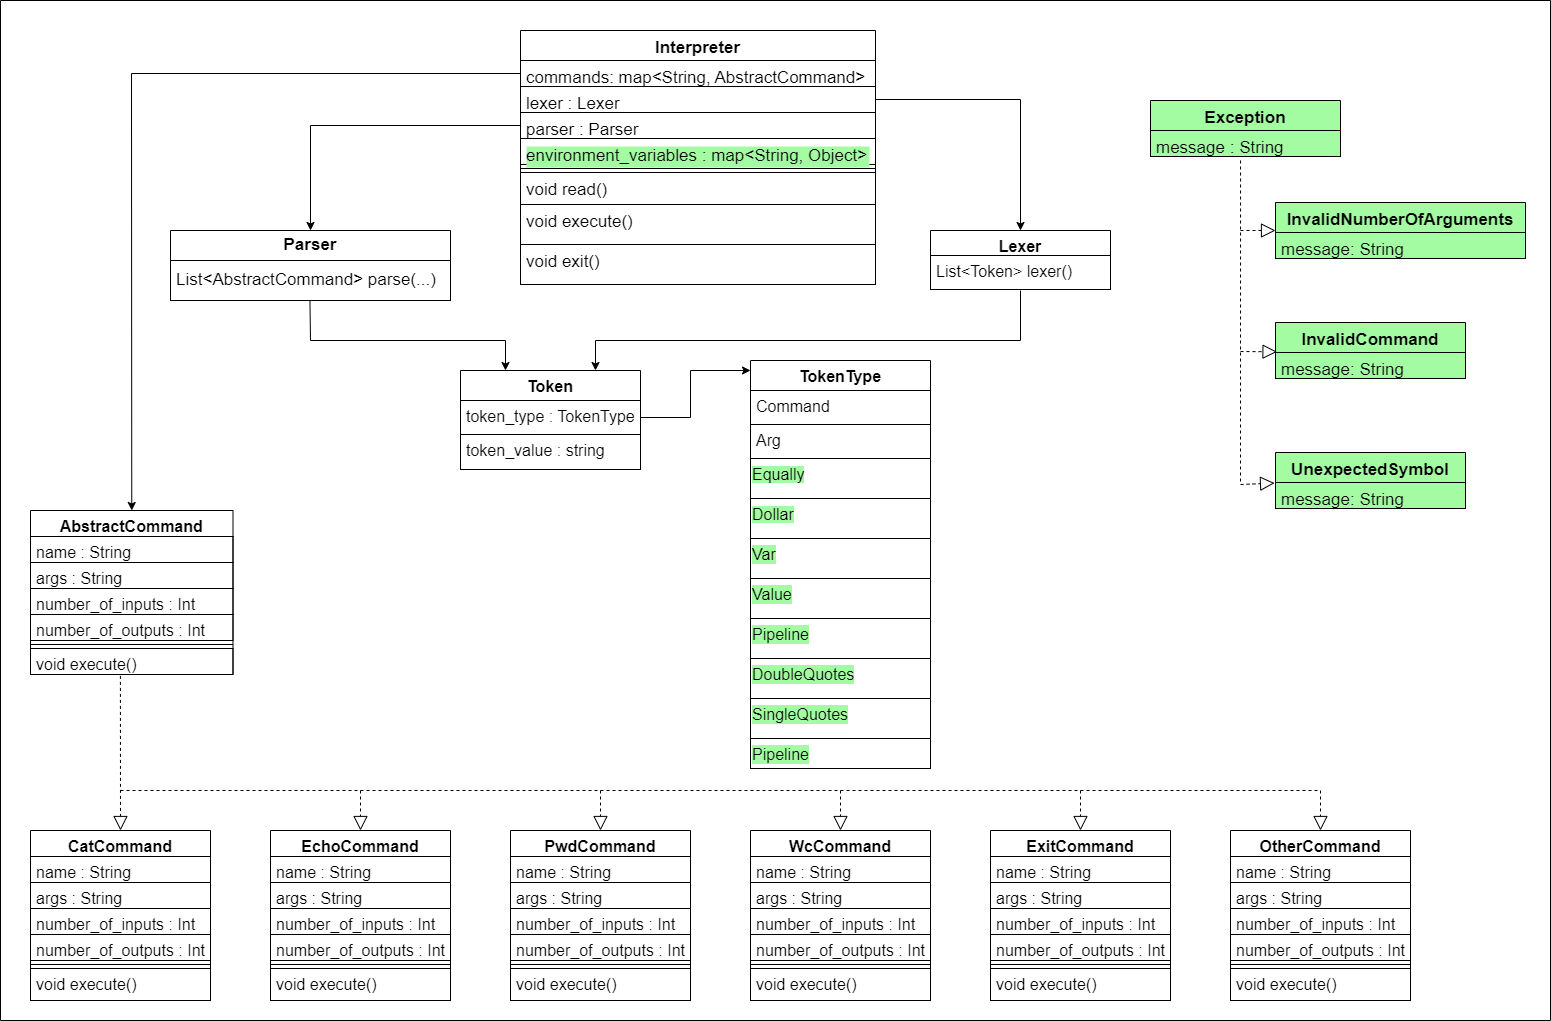 Interpreter
commands: map<String, AbstractCommand>
lexer : Lexer
parser : Parser
environment_variables : map<String, Object>
void read()
void execute()
void exit()
Exception
message : String
InvalidNumberOfArguments
message: String
InvalidCommand
message: String
UnexpectedSymbol
message: String
Parser
List<AbstractCommand> parse(...)
Lexer
List<Token> lexer()
Token
token_type : TokenType
token_value : string
TokenType
Command
Arg
Equally
Dollar
Var
Value
Pipeline
DoubleQuotes
SingleQuotes
Pipeline
AbstractCommand
name : String
args : String
number_of_inputs : Int
number_of_outputs : Int
void execute()
CatCommand
name : String
args : String
number_of_inputs : Int
number_of_outputs : Int
void execute()
EchoCommand
name : String
args : String
number_of_inputs : Int
number_of_outputs : Int
void execute()
PwdCommand
name : String
args : String
number_of_inputs : Int
number_of_outputs : Int
void execute()
WcCommand
name : String
args : String
number_of_inputs : Int
number_of_outputs : Int
void execute()
ExitCommand
name : String
args : String
number_of_inputs : Int
number_of_outputs : Int
void execute()
OtherCommand
name : String
args : String
number_of_inputs : Int
number_of_outputs : Int
void execute()